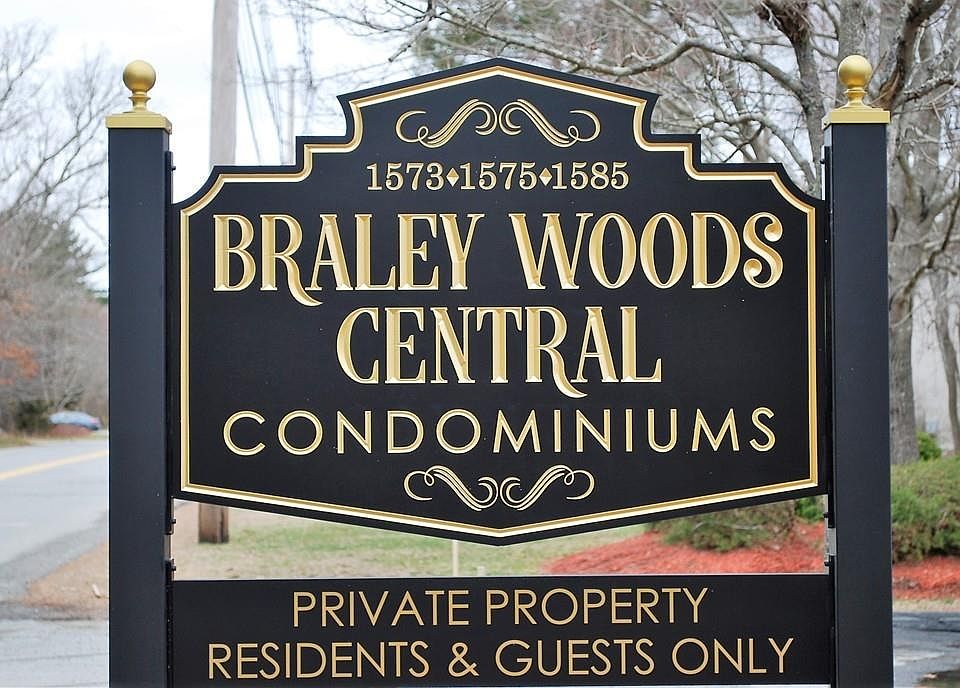 1573♦1575♦1585
BRALEY WOODS
CENTRAL
CONDOMINIUMS
PRIVATE PROPERTY
RESIDENTS & GUESTS ONLY